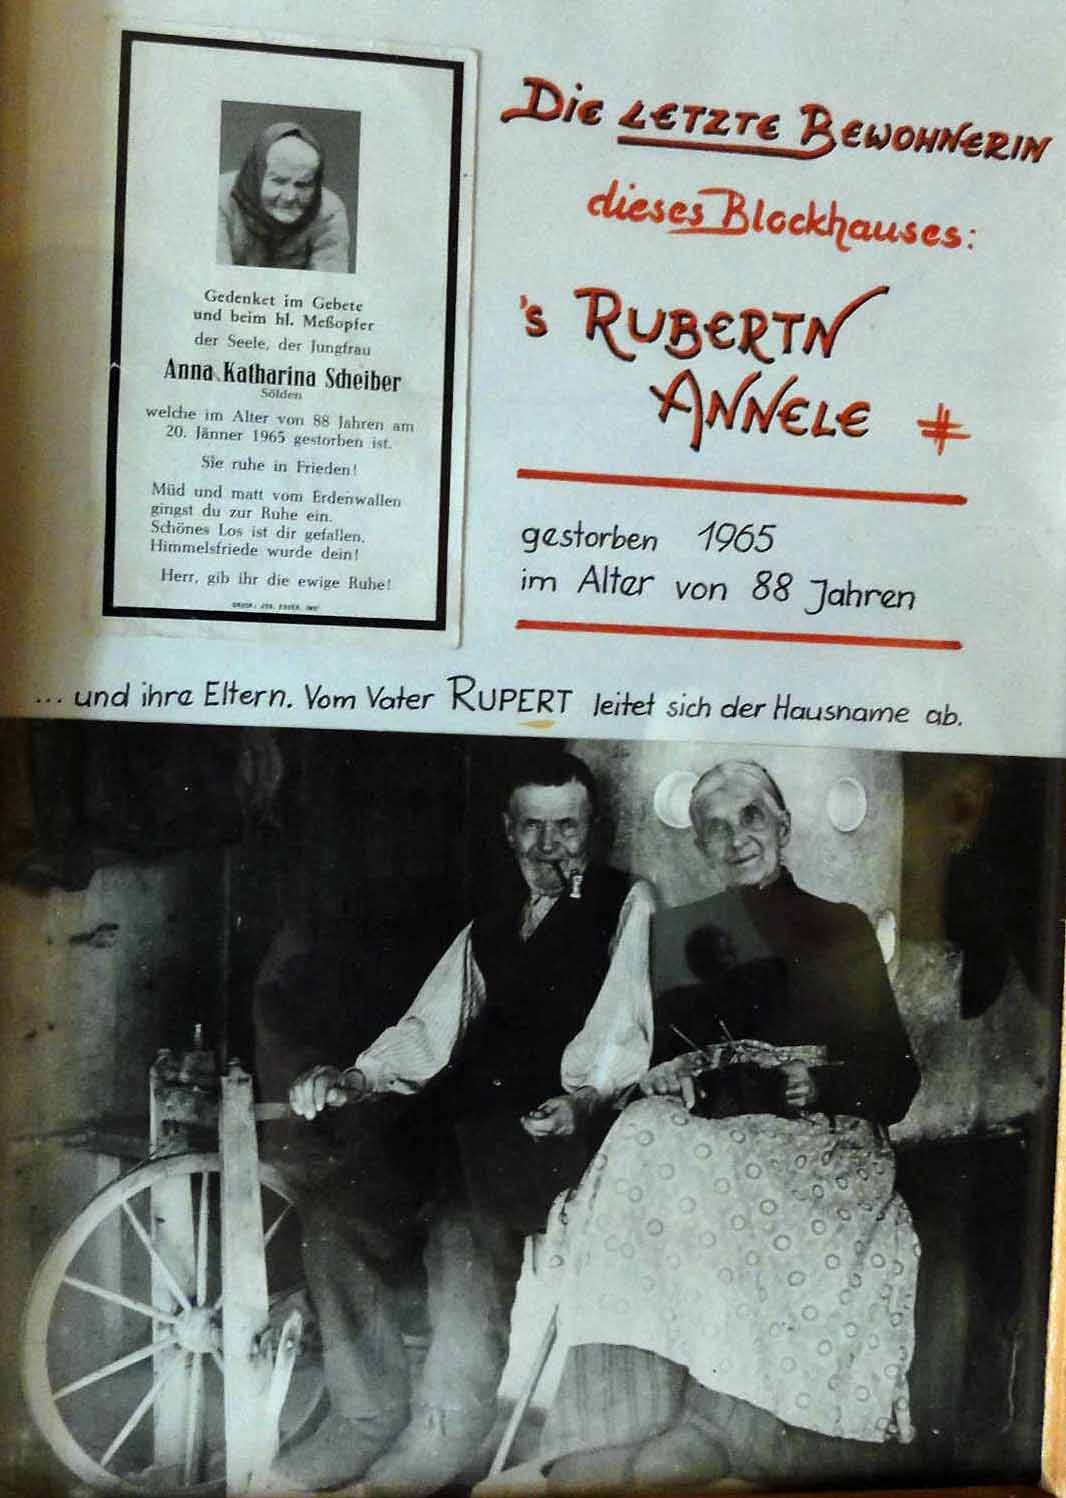 Gedenket im Gebete
und beim hl. Meßopfer
der Seele, der Jungfrau
Anna Katharina Scheiber
Sölden
welche im Alter von 88 Jahren am
20. Jänner 1965 gestorben ist.
Sie ruhe in Frieden!
Müd und matt vom Erdenwallen
gingst du zur Ruhe ein.
Schönes Los ist dir gefallen,
Himmelsfriede wurde dein!
Herr, gib ihr die ewige Ruhe!
DIE LETZTE BEWOHNERIN
dieses Blockhauses:
's RUBERTN
ANNELE #
gestorben 1965
im Alter von 88 Jahren
... und ihre Eltern. Vom Vater RUPERT leitet sich der Hausname ab.